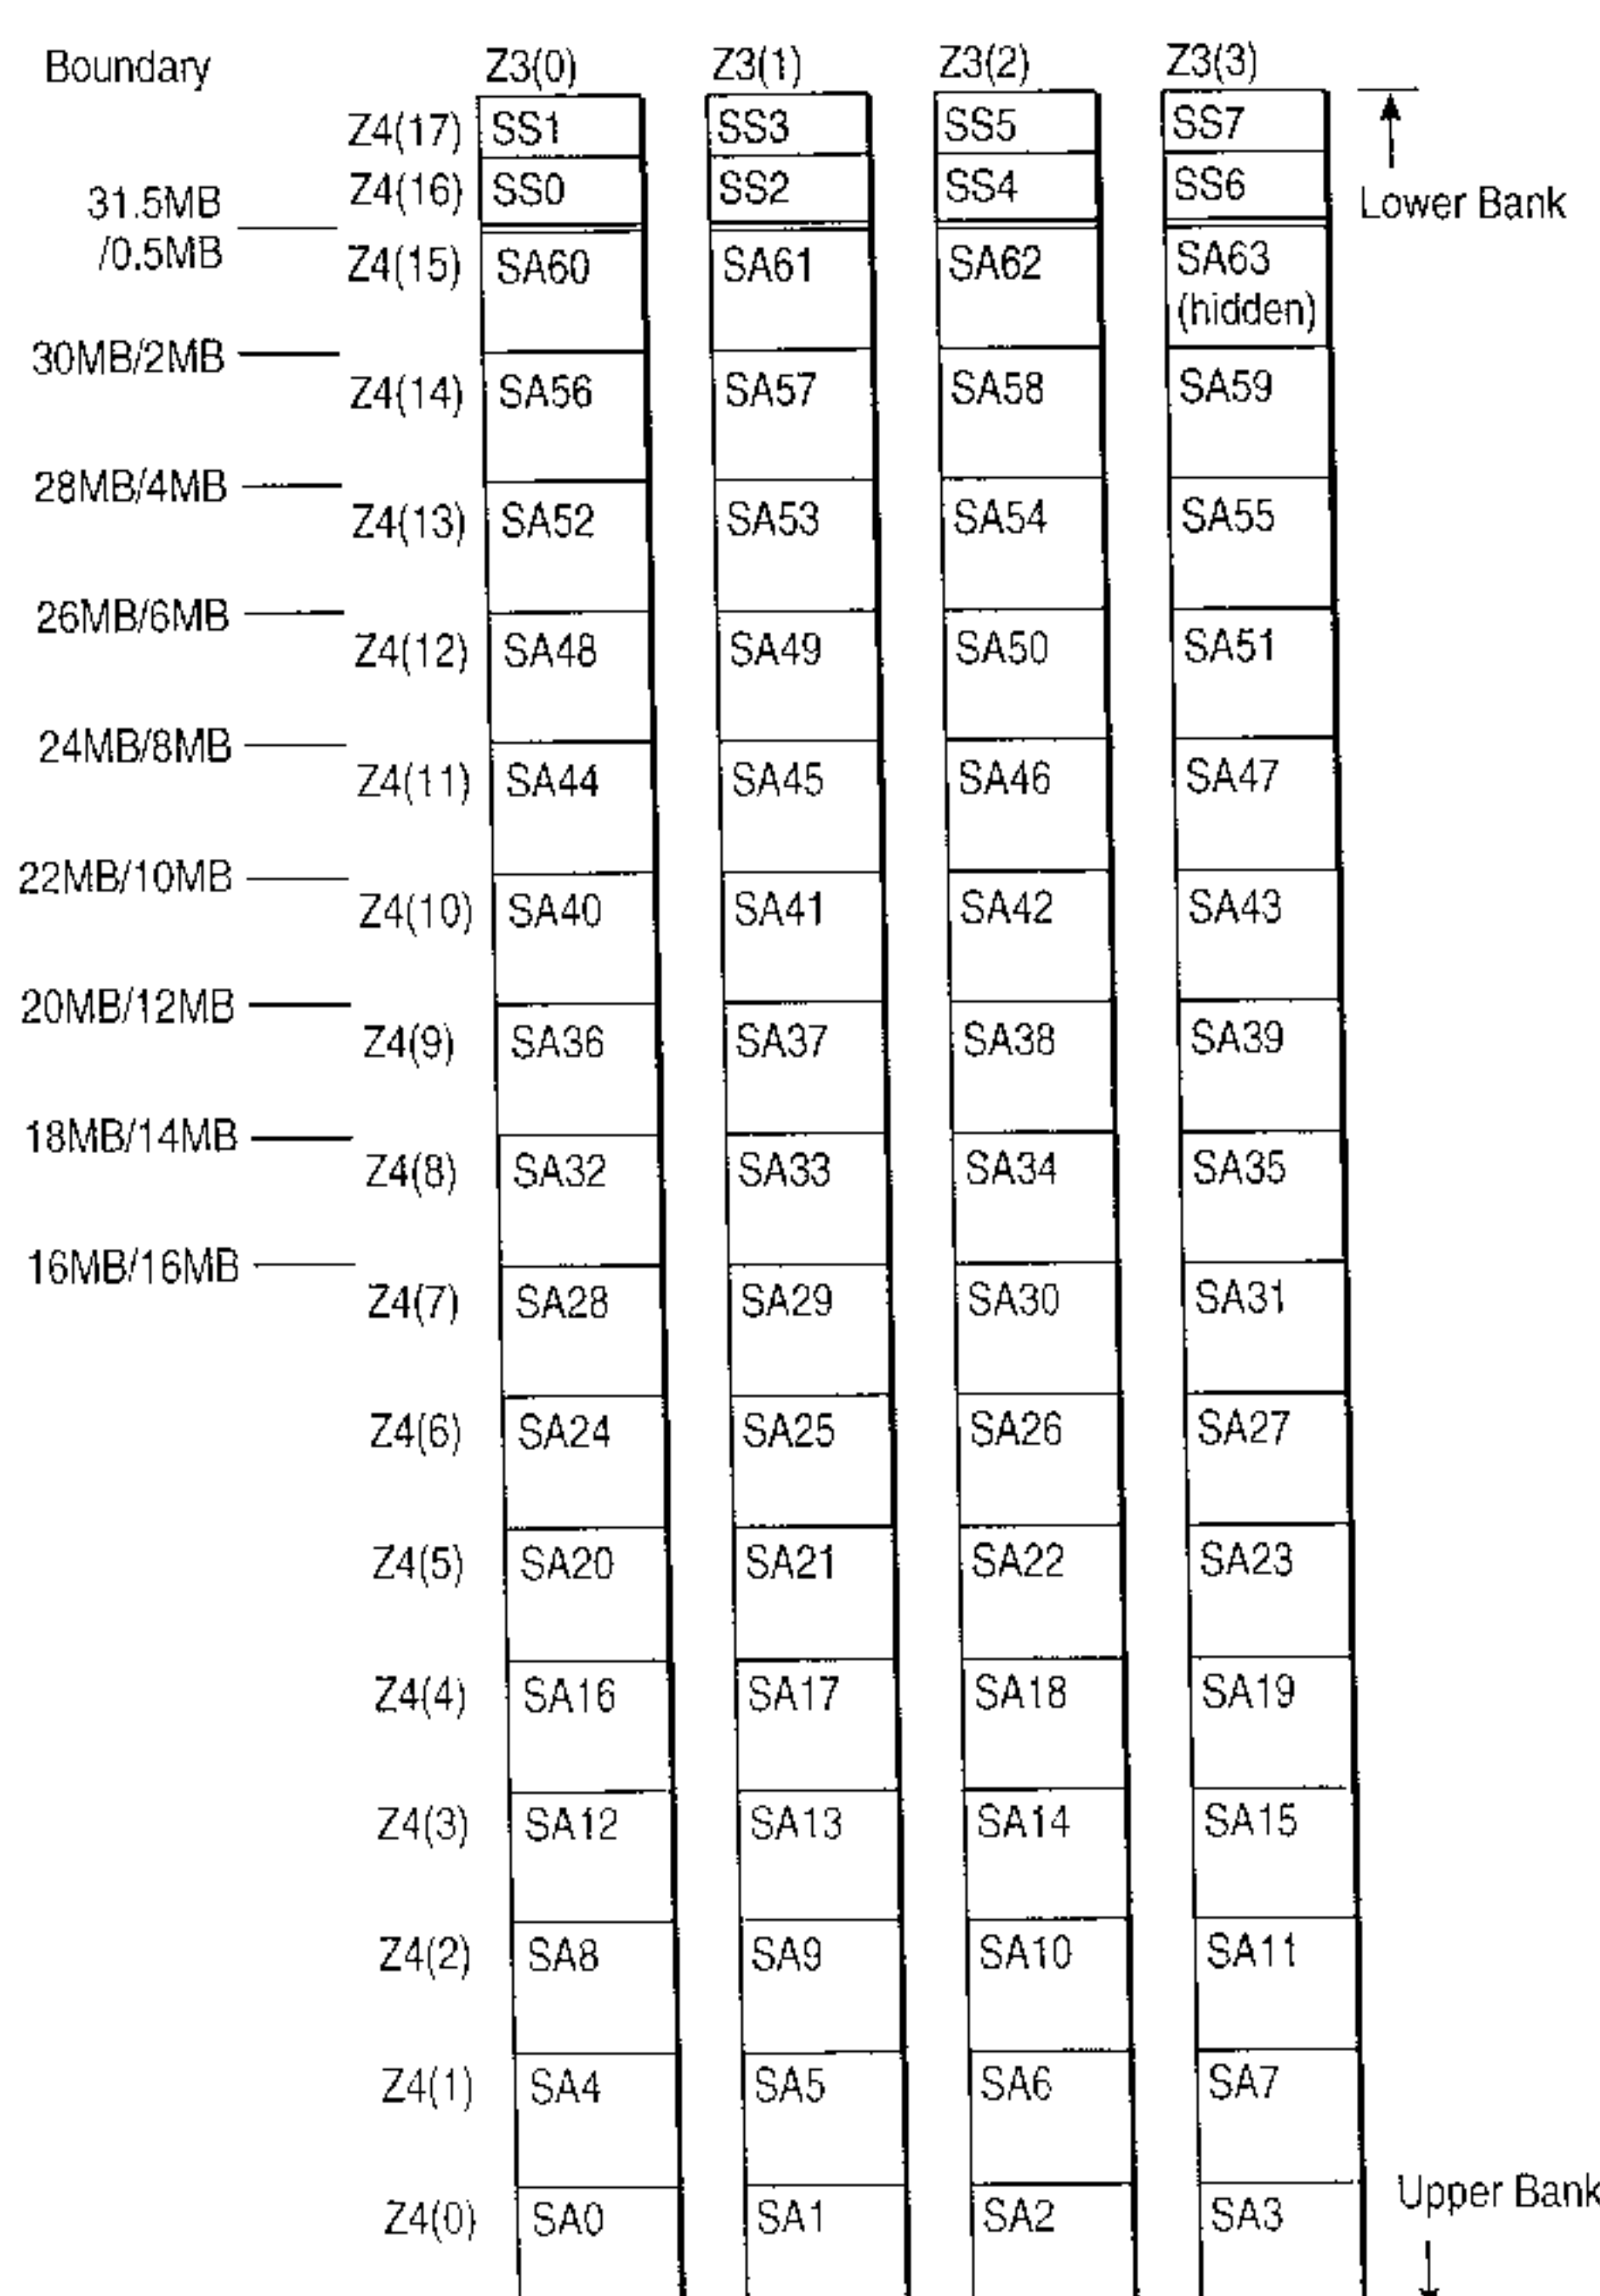 Boundary Z3(0) Z3(1) Z3(2) Z3(3)
Z4(17) SS1 SS3 SS5 SS7
31.5MB Z4(16) SS0 SS2 SS4 SS6 Lower Bank
/0.5MB Z4(15) SA60 SA61 SA62 SA63
(hidden)
30MB/2MB
Z4(14) SA56 SA57 SA58 SA59
28MB/4MB
Z4(13) SA52 SA53 SA54 SA55
26MB/6MB
Z4(12) SA48 SA49 SA50 SA51
24MB/8MB
Z4(11) SA44 SA45 SA46 SA47
22MB/10MB
Z4(10) SA40 SA41 SA42 SA43
20MB/12MB
Z4(9) SA36 SA37 SA38 SA39
18MB/14MB
Z4(8) SA32 SA33 SA34 SA35
16MB/16MB
Z4(7) SA28 SA29 SA30 SA31
Z4(6) SA24 SA25 SA26 SA27
Z4(5) SA20 SA21 SA22 SA23
Z4(4) SA16 SA17 SA18 SA19
Z4(3) SA12 SA13 SA14 SA15
Z4(2) SA8 SA9 SA10 SA11
Z4(1) SA4 SA5 SA6 SA7
Upper Bank
Z4(0) SA0 SA1 SA2 SA3